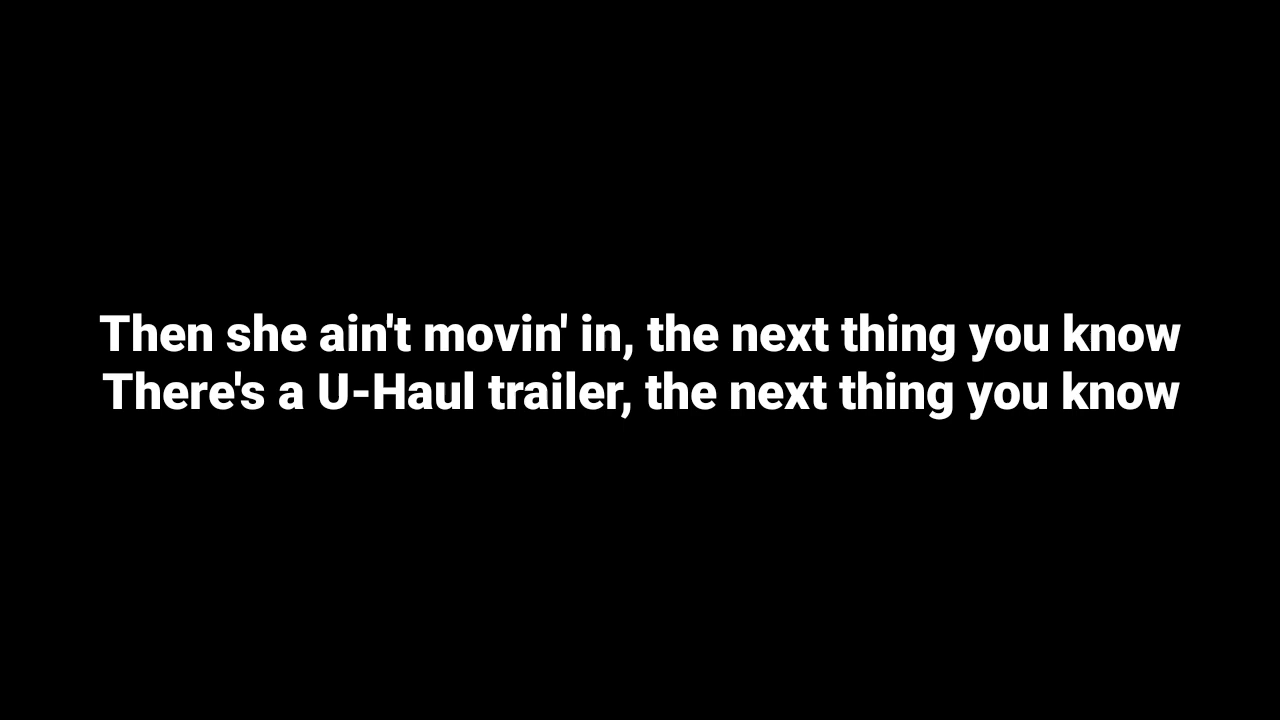 Then she ain't movin' in, the next thing you know
There's a U-Haul trailer, the next thing you know